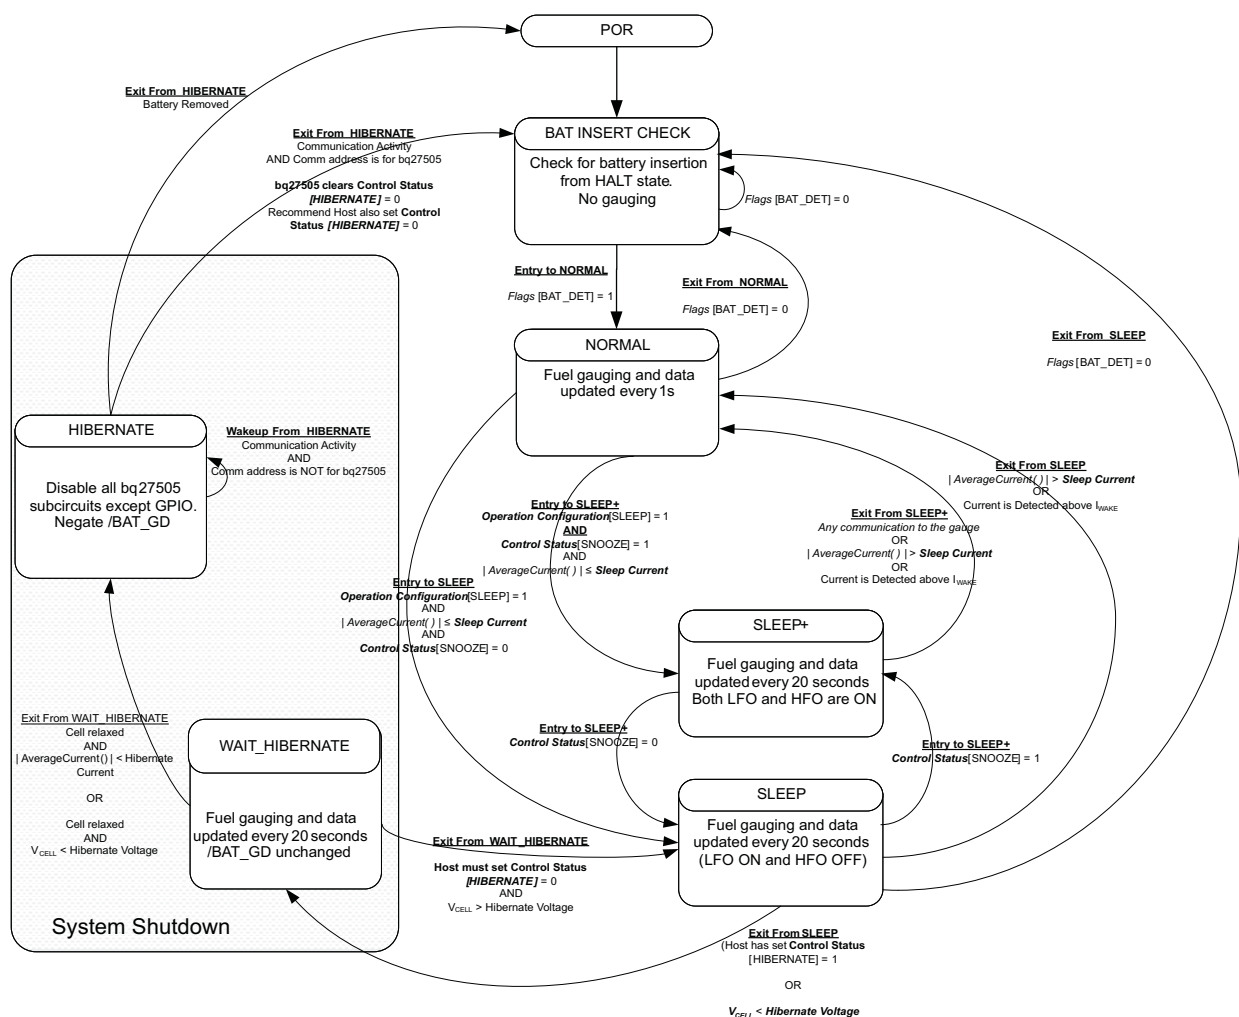 POR
Exit From HIBERNATE
Battery Removed
Exit From HIBERNATE
Communication Activity
AND Comm address is for bq27505
bq27505 clears Control Status
[HIBERNATE] = 0
Recommend Host also set Control
Status [HIBERNATE] = 0
BAT INSERT CHECK
Check for battery insertion
from HALT state.
No gauging
Flags [BAT_DET] = 0
Entry to NORMAL
Flags [BAT_DET] = 1
Exit From NORMAL
Flags [BAT_DET] = 0
Exit From SLEEP
Flags [BAT_DET] = 0
NORMAL
Fuel gauging and data
updated every 1s
HIBERNATE
Disable all bq27505
subcircuits except GPIO.
Negate /BAT_GD
Wakeup From HIBERNATE
Communication Activity
AND
Comm address is NOT for bq27505
Exit From SLEEP
| AverageCurrent( ) | > Sleep Current
OR
Current is Detected above IWAKE
Entry to SLEEP+
Operation Configuration[SLEEP] = 1
AND
Control Status[SNOOZE] = 1
AND
| AverageCurrent( ) | ≤ Sleep Current
Exit From SLEEP+
Any communication to the gauge
OR
| AverageCurrent( ) | > Sleep Current
OR
Current is Detected above IWAKE
Entry to SLEEP
Operation Configuration[SLEEP] = 1
AND
| AverageCurrent( ) | ≤ Sleep Current
AND
Control Status[SNOOZE] = 0
SLEEP+
Fuel gauging and data
updated every 20 seconds
Both LFO and HFO are ON
Exit From WAIT_HIBERNATE
Cell relaxed
AND
| AverageCurrent() | < Hibernate
Current
OR
Cell relaxed
AND
VCELL < Hibernate Voltage
WAIT_HIBERNATE
Fuel gauging and data
updated every 20 seconds
/BAT_GD unchanged
Entry to SLEEP+
Control Status[SNOOZE] = 0
Entry to SLEEP+
Control Status[SNOOZE] = 1
SLEEP
Fuel gauging and data
updated every 20 seconds
(LFO ON and HFO OFF)
Exit From WAIT_HIBERNATE
Host must set Control Status
[HIBERNATE] = 0
AND
VCELL > Hibernate Voltage
System Shutdown
Exit From SLEEP
(Host has set Control Status
[HIBERNATE] = 1
OR
VCELL < Hibernate Voltage